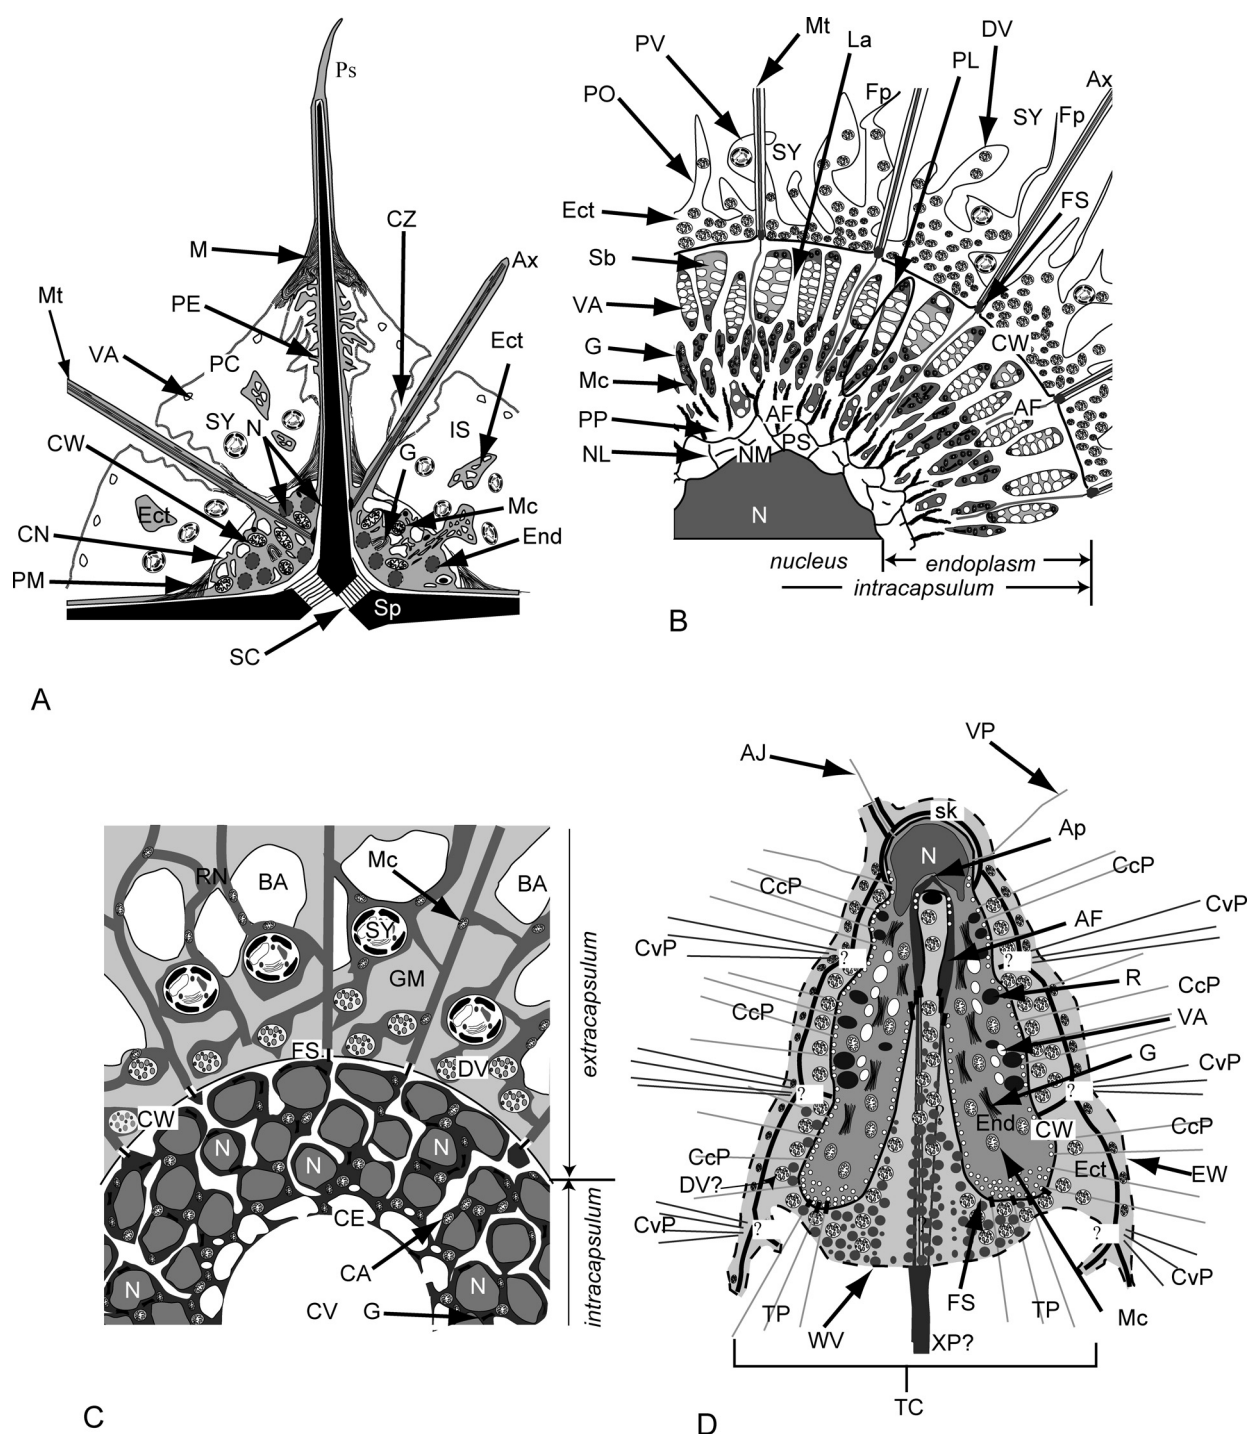 Ps
M
CZ
Ax
Mt
PE
Ect
VA
PC
SY
N
IS
CW
G
Mc
Ect
CN
End
PM
Sp
SC
A
Mt
DV
PV
La
PL
PO
Fp
Ax
SY
SY
Fp
Ect
FS
Sb
VA
CW
G
Mc
AF
AF
PP
PS
NL
NM
N
nucleus
endoplasm
intracapsulum
B
Mc
RN
BA
BA
SY
GM
extracapsulum
FS
DV
CW
N
N
N
CE
CA
N
N
CV
G
intracapsulum
C
VP
AJ
sk
Ap
N
CcP
CcP
AF
CvP
CvP
?
?
R
CcP
CcP
VA
G
CvP
?
?
?
End
CW
CcP
CcP
DV?
Ect
EW
CvP
?
?
CvP
TP
FS
TP
Mc
WV
XP?
TC
D